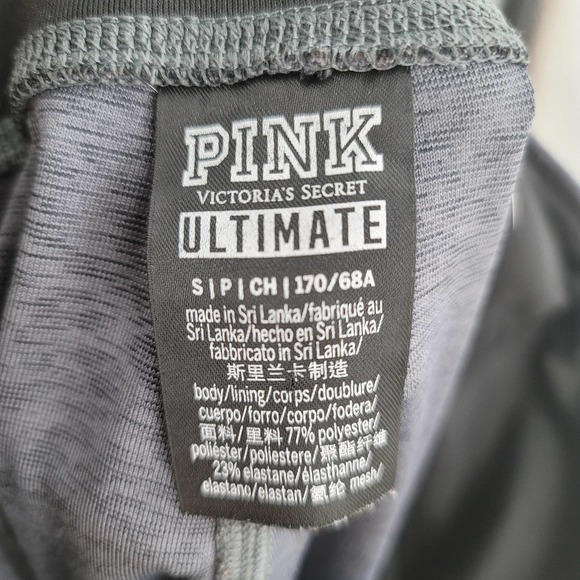 PINK
VICTORIA'S SECRET
ULTIMATE
S | P | CH | 170/68A
made in Sri Lanka/fabriqué au
Sri Lanka/hecho en Sri Lanka/
fabbricato in Sri Lanka/
斯里兰卡制造
body/lining/corps/doublure/
cuerpo/forro/corpo/fodera/
面料/里料 77% polyester/
poliéster/poliestere/聚酯纤维
23% elastane/élasthanne/
elastano/elastan/氨纶 mesh/